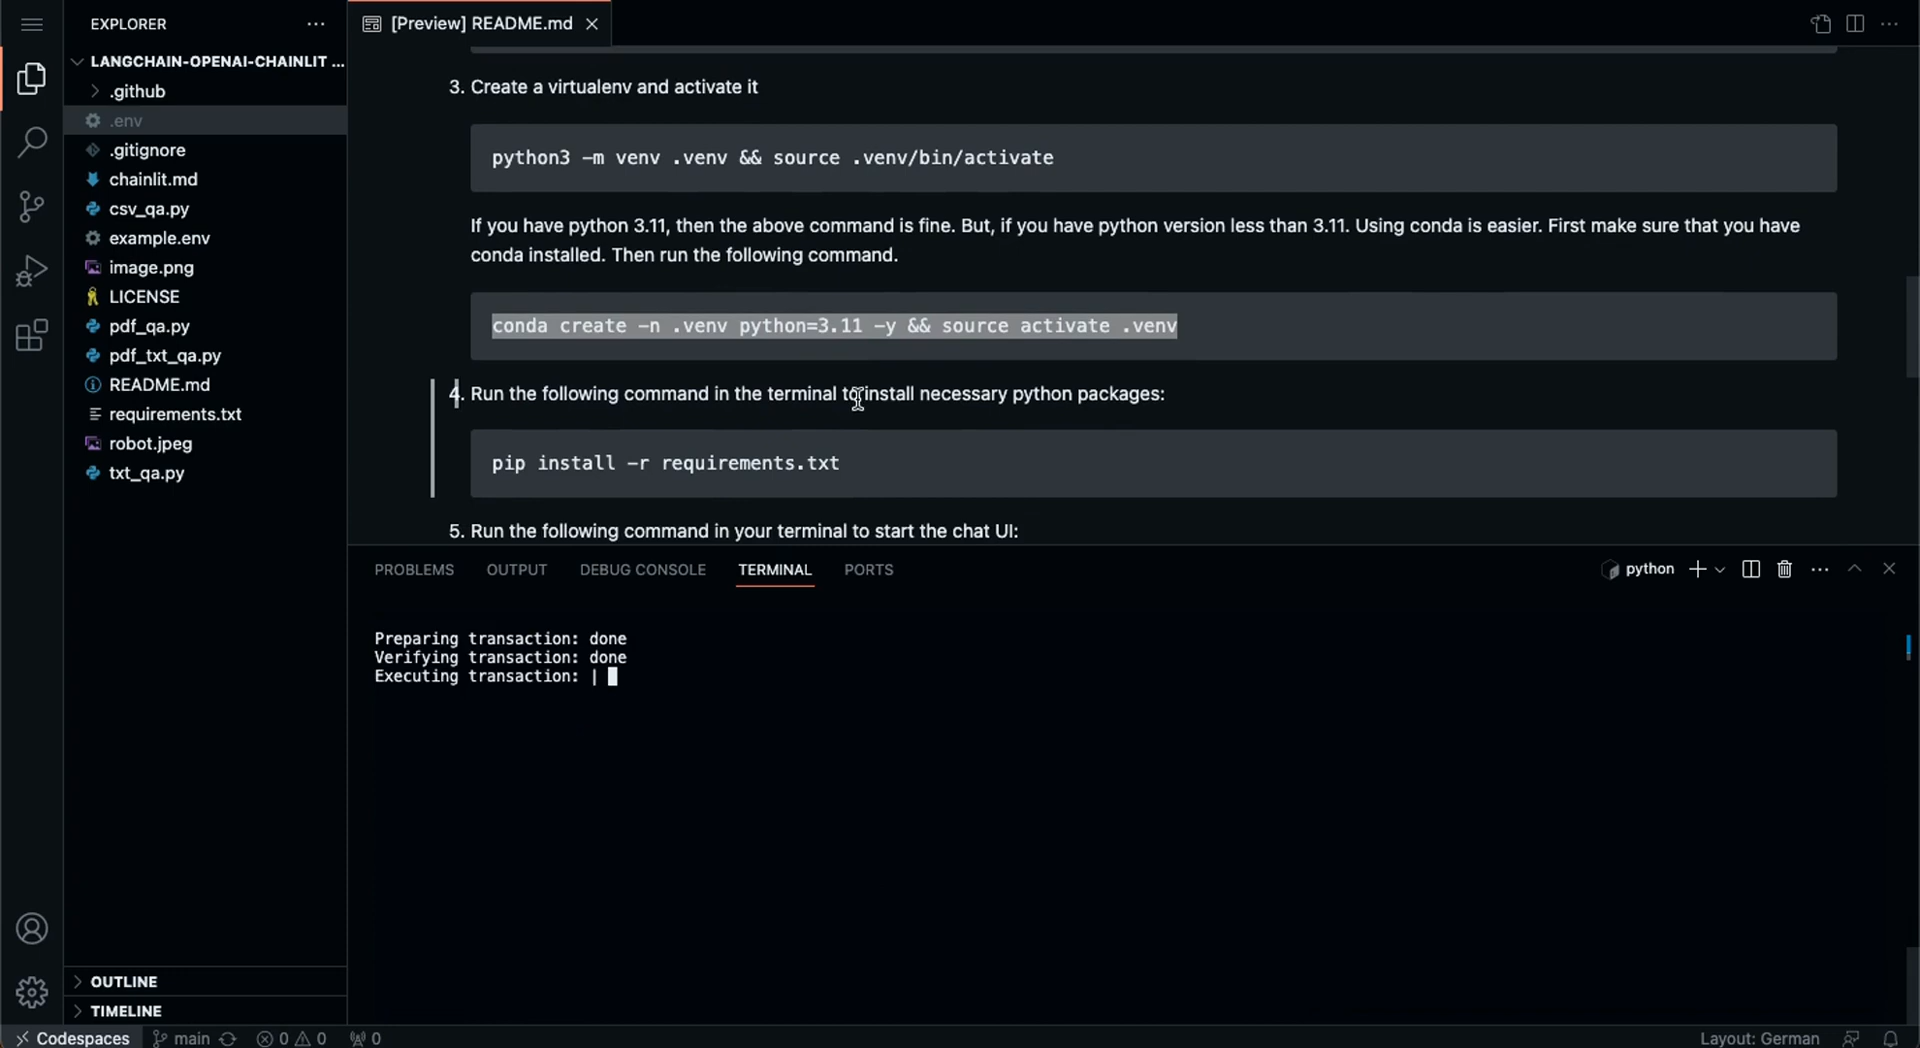 EXPLORER
[Preview] README.md
LANGCHAIN-OPENAI-CHAINLIT ...
.github
.env
.gitignore
chainlit.md
csv_qa.py
example.env
image.png
LICENSE
pdf_qa.py
pdf_txt_qa.py
README.md
requirements.txt
robot.jpeg
txt_qa.py
OUTLINE
TIMELINE
3. Create a virtualenv and activate it
python3 -m venv .venv && source .venv/bin/activate
If you have python 3.11, then the above command is fine. But, if you have python version less than 3.11. Using conda is easier. First make sure that you have
conda installed. Then run the following command.
conda create -n .venv python=3.11 -y && source activate .venv
4. Run the following command in the terminal to install necessary python packages:
pip install -r requirements.txt
5. Run the following command in your terminal to start the chat UI:
PROBLEMS OUTPUT DEBUG CONSOLE TERMINAL PORTS python
Preparing transaction: done
Verifying transaction: done
Executing transaction: |
Codespaces main 0 0 0 Layout: German